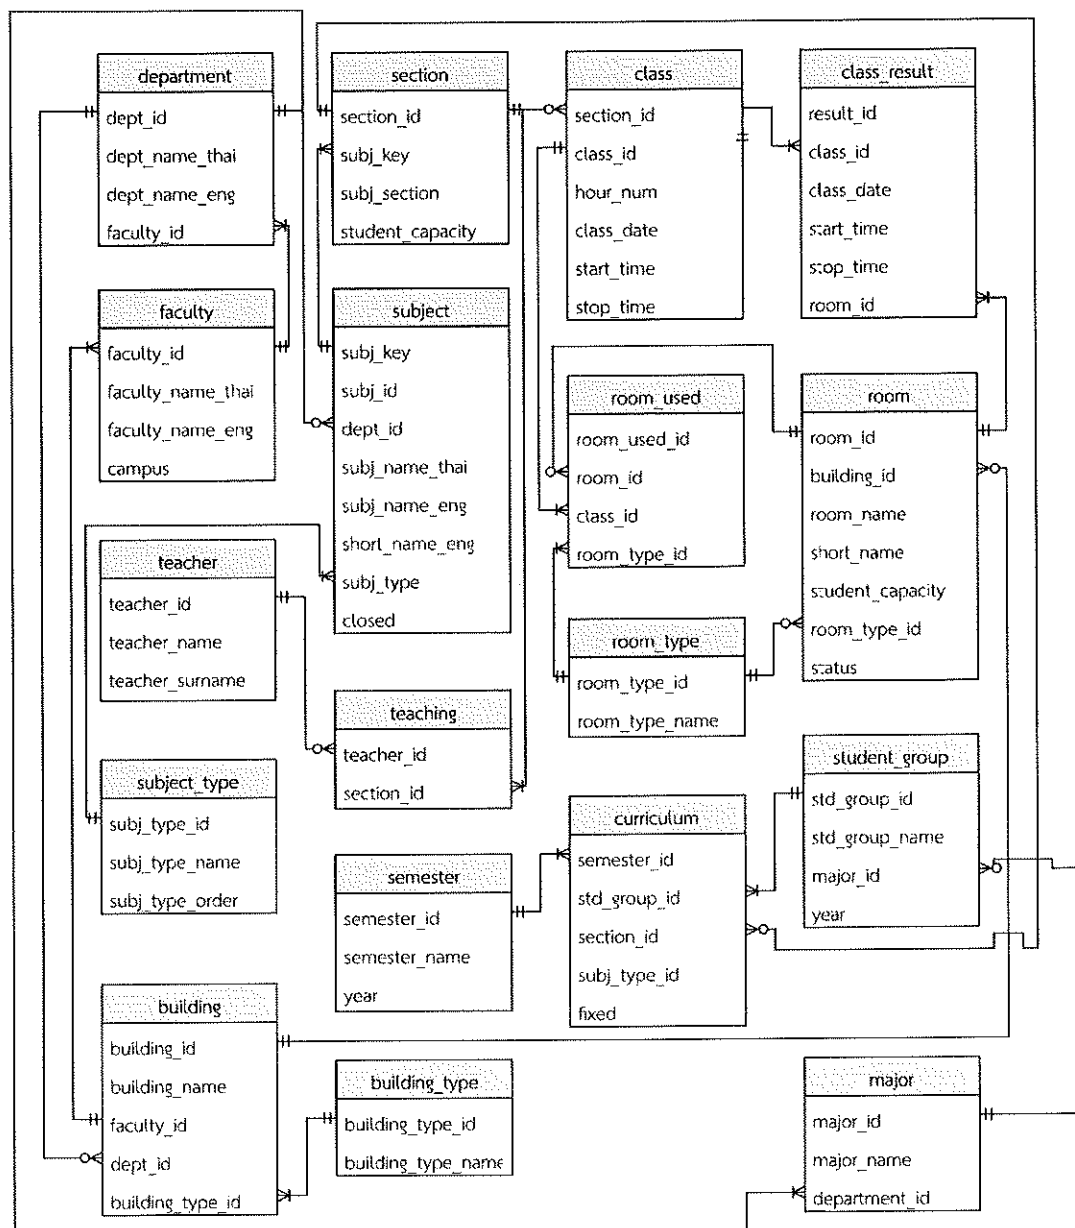 department
dept_id
dept_name_thai
dept_name_eng
faculty_id
section
section_id
subj_key
subj_section
student_capacity
class
section_id
class_id
hour_num
class_date
start_time
stop_time
class_result
result_id
class_id
class_date
start_time
stop_time
room_id
faculty
faculty_id
faculty_name_thai
faculty_name_eng
campus
subject
subj_key
subj_id
dept_id
subj_name_thai
subj_name_eng
short_name_eng
subj_type
closed
room_used
room_used_id
room_id
class_id
room_type_id
room
room_id
building_id
room_name
short_name
student_capacity
room_type_id
status
teacher
teacher_id
teacher_name
teacher_surname
room_type
room_type_id
room_type_name
teaching
teacher_id
section_id
subject_type
subj_type_id
subj_type_name
subj_type_order
student_group
std_group_id
std_group_name
major_id
year
curriculum
semester_id
std_group_id
section_id
subj_type_id
fixed
semester
semester_id
semester_name
year
building
building_id
building_name
faculty_id
dept_id
building_type_id
building_type
building_type_id
building_type_name
major
major_id
major_name
department_id